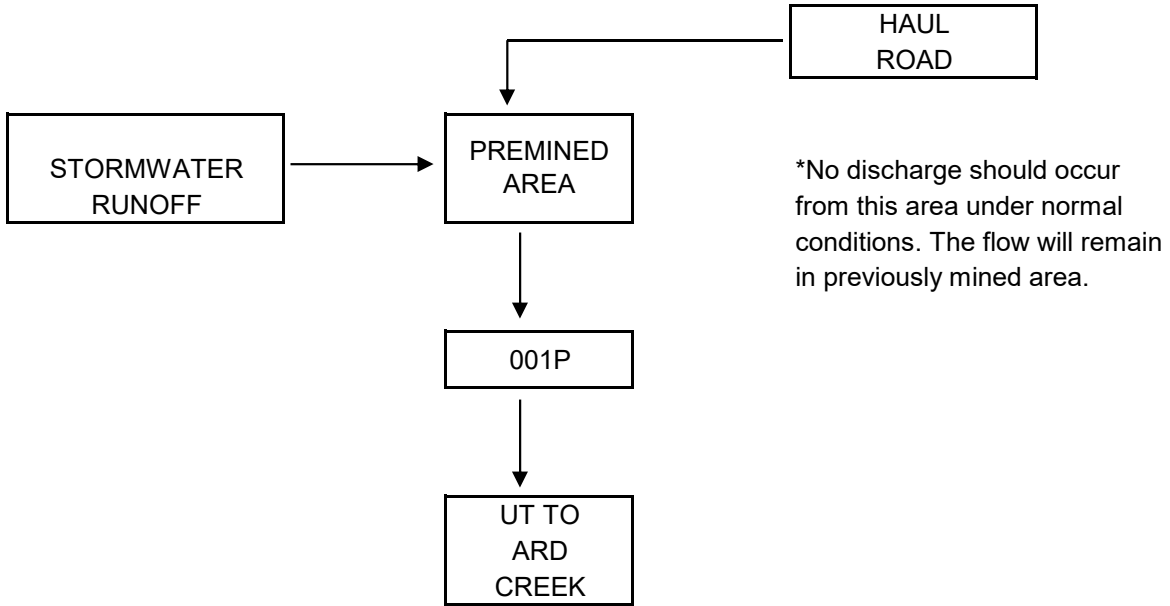 HAUL
ROAD
STORMWATER
RUNOFF
PREMINED
AREA
*No discharge should occur
from this area under normal
conditions. The flow will remain
in previously mined area.
001P
UT TO
ARD
CREEK